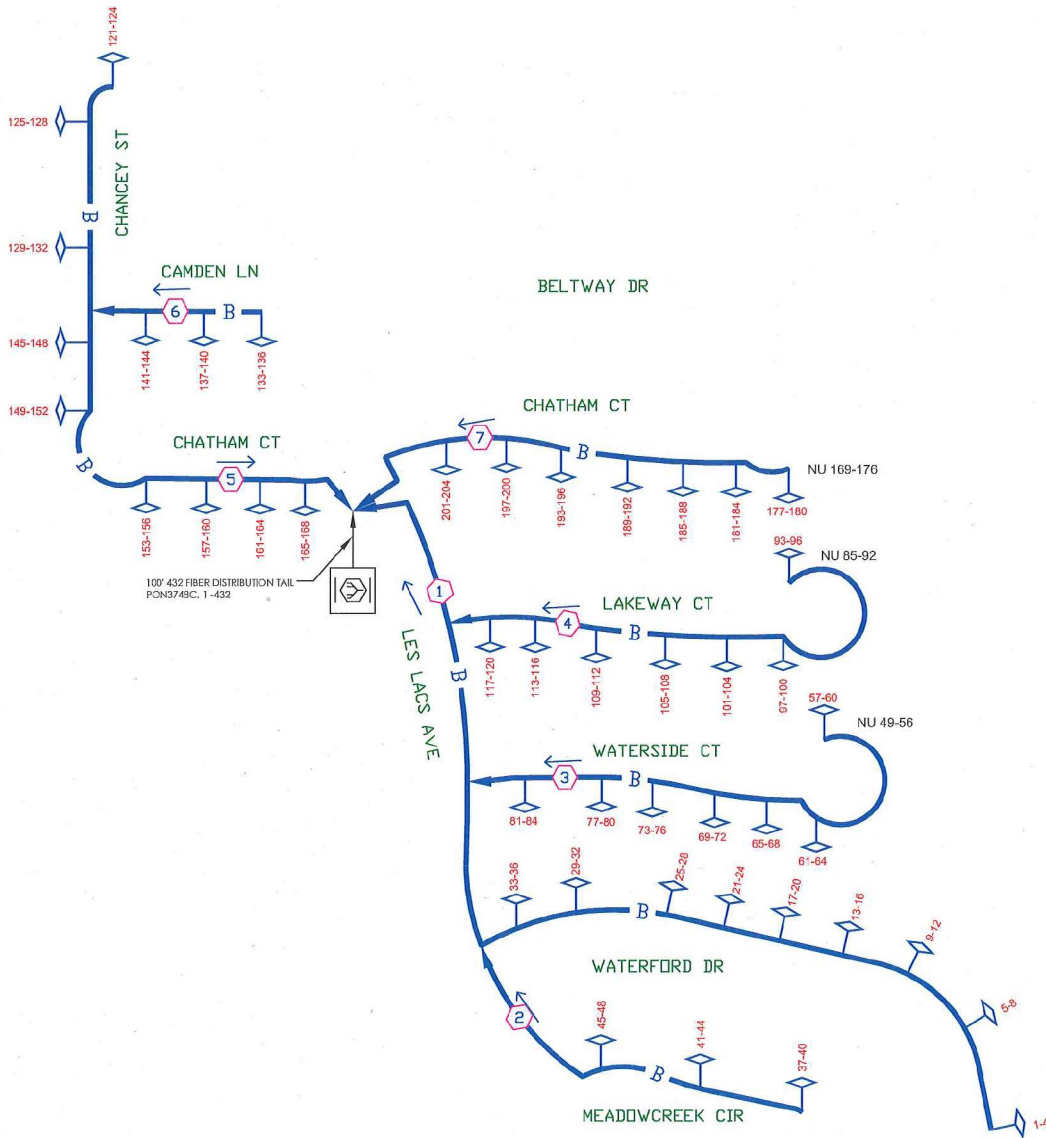 121-124
125-128
CHANCEY ST
B
129-132
CAMDEN LN
6
B
BELTWAY DR
145-148
141-144
137-140
133-136
149-152
CHATHAM CT
CHATHAM CT
7
B
B
5
NU 169-176
201-204
197-200
193-196
189-192
185-188
181-184
177-180
153-156
157-160
161-164
165-168
93-96
NU 85-92
100' 432 FIBER DISTRIBUTION TAIL
PON3748C, 1-432
1
LAKEWAY CT
4
B
LES LACS AVE
B
117-120
113-116
109-112
105-108
101-104
97-100
57-60
NU 49-56
WATERSIDE CT
3
B
81-84
77-80
73-76
69-72
65-68
61-64
33-36
29-32
25-28
21-24
17-20
13-16
9-12
B
WATERFORD DR
5-8
2
45-48
41-44
37-40
B
MEADOWCREEK CIR